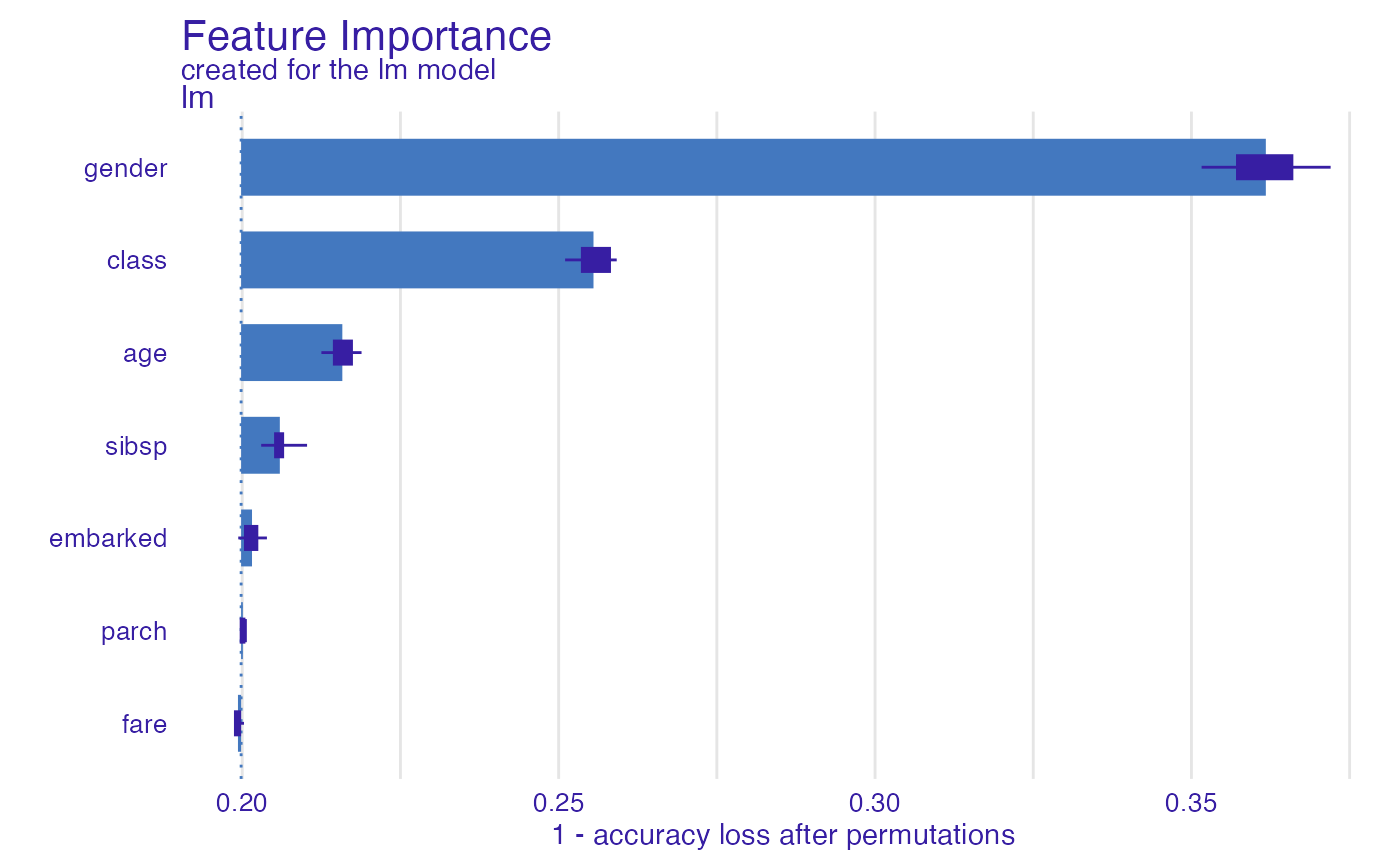 Feature Importance
created for the lm model
lm
gender
class
age
sibsp
embarked
parch
fare
0.20 0.25 0.30 0.35
1 - accuracy loss after permutations